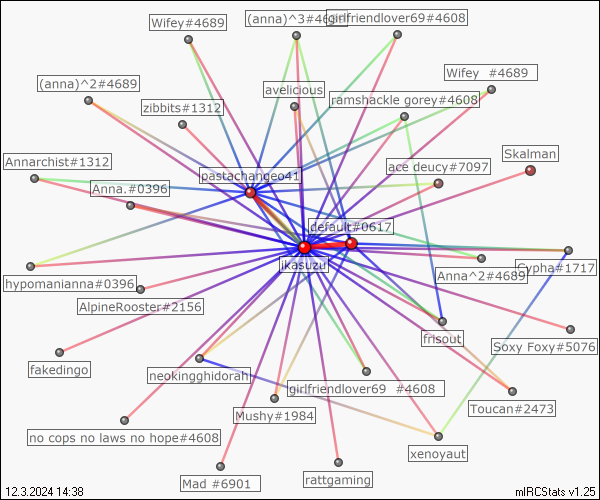 Wifey#4689
(anna)^3#4689
girlfriendlover69#4608
(anna)^2#4689
zibbits#1312
avelicious
ramshackle gorey#4608
Wifey  #4689
Annarchist#1312
Anna.#0396
pastachangeo41
ace deucy#7097
Skalman
default#0617
ikasuzu
hypomanianna#0396
AlpineRooster#2156
Anna^2#4689
Cypha#1717
fakedingo
neokingghidorah
girlfriendlover69  #4608
frisout
Soxy Foxy#5076
Mushy#1984
Toucan#2473
no cops no laws no hope#4608
xenoyaut
Mad #6901
rattgaming
12.3.2024 14:38
mIRCStats v1.25